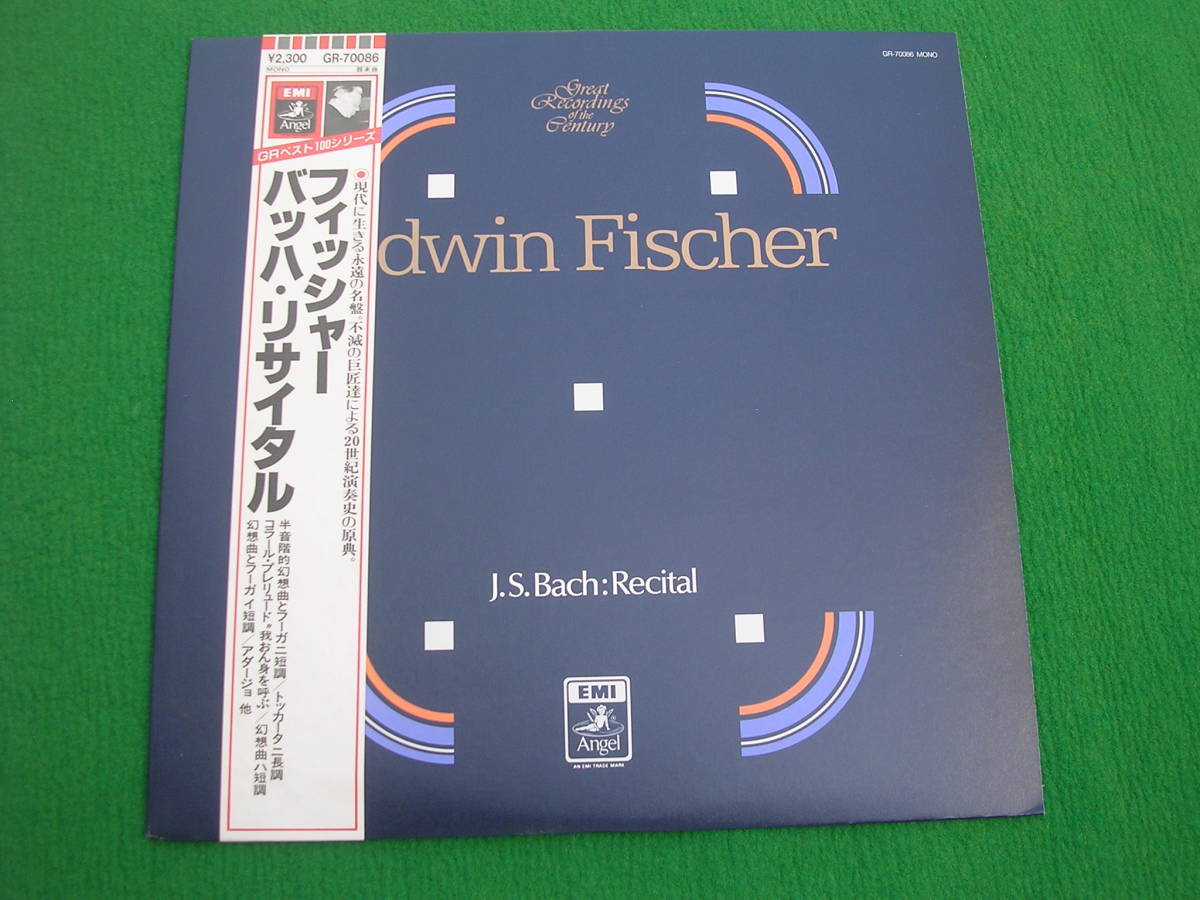 ¥2,300 GR-70086
MONO
EMI
Angel
GRベスト100シリーズ
フィッシャー
バッハ・リサイタル
●現代に生きる永遠の名盤。不滅の巨匠達による20世紀演奏史の原典。
半音階的幻想曲とフーガニ短調/トッカータニ長調
コラール・プレリュード〝我おん身を呼ぶ/幻想曲ハ短調
幻想曲とフーガイ短調/アダージョ 他
GR-70086 MONO
Great
Recordings
of the
Century
dwin Fischer
J.S.Bach:Recital
EMI
Angel
AN EMI TRADE MARK